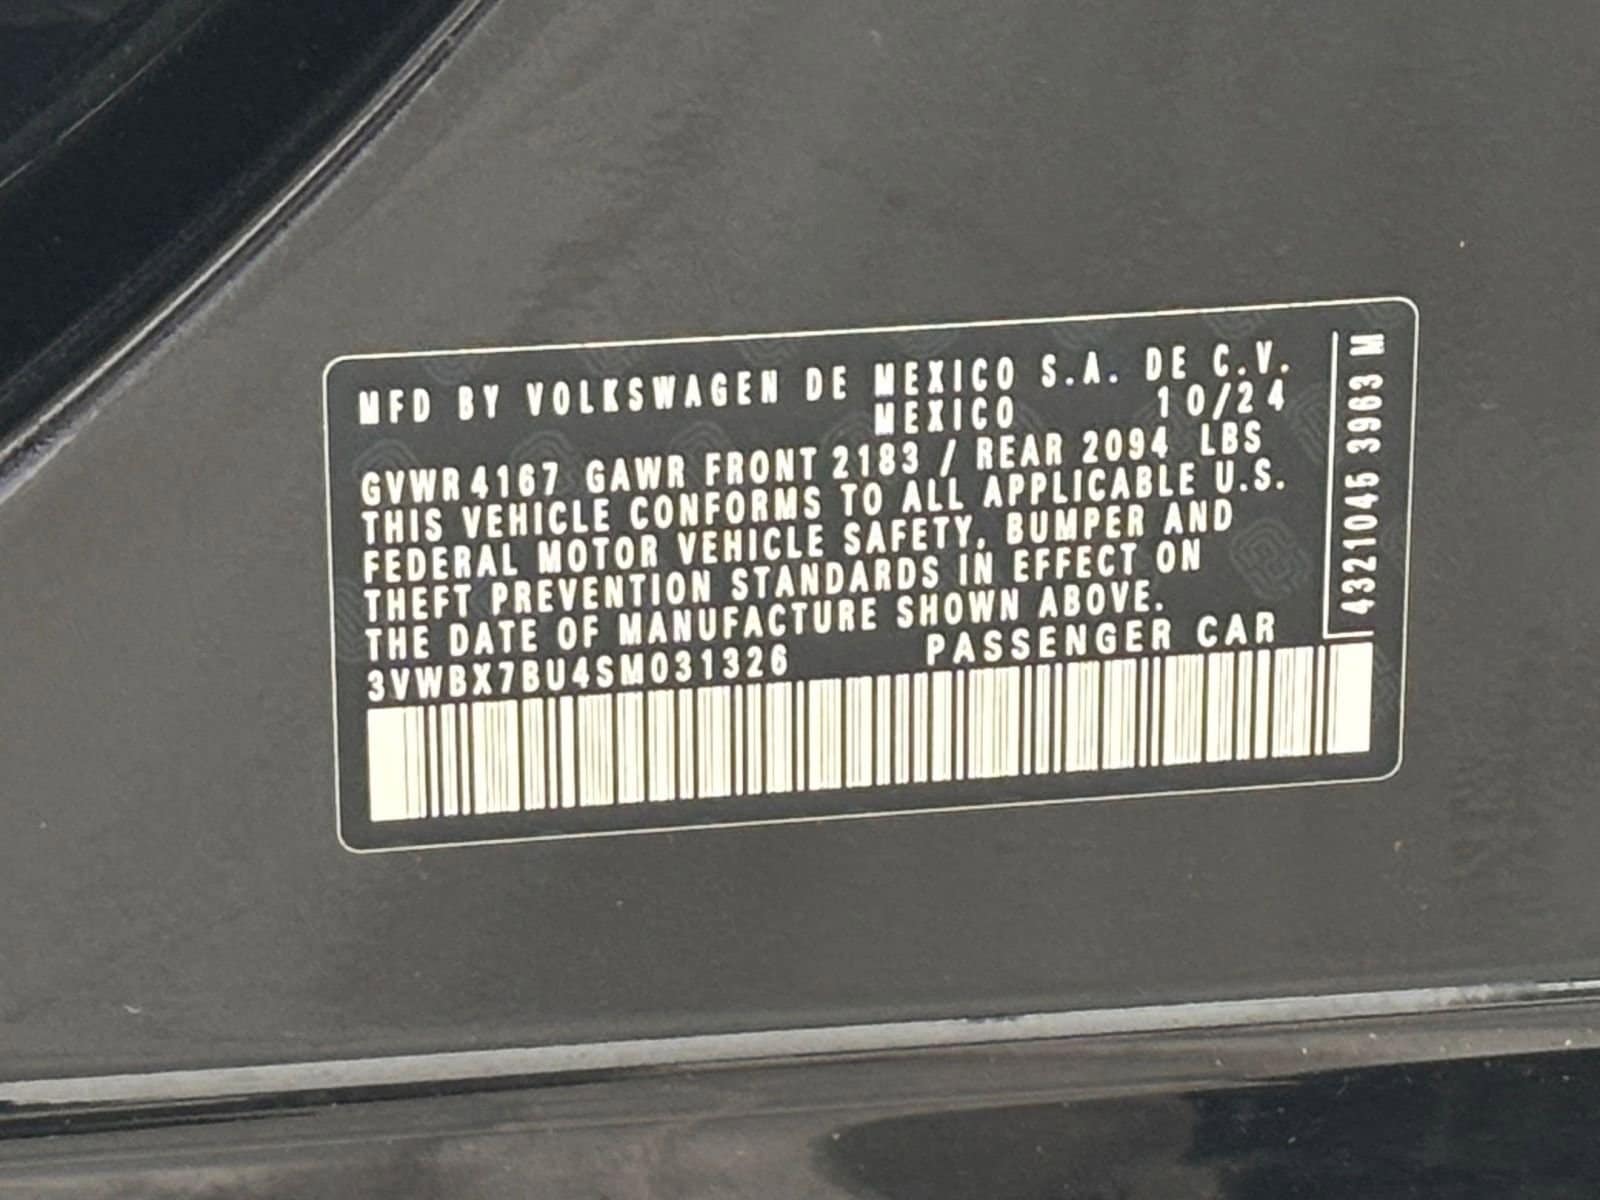 MFD BY VOLKSWAGEN DE MEXICO S.A. DE C.V.
MEXICO 10/24
GVWR 4167 GAWR FRONT 2183 / REAR 2094 LBS
THIS VEHICLE CONFORMS TO ALL APPLICABLE U.S.
FEDERAL MOTOR VEHICLE SAFETY, BUMPER AND
THEFT PREVENTION STANDARDS IN EFFECT ON
THE DATE OF MANUFACTURE SHOWN ABOVE.
3VWBX7BU4SM031326 PASSENGER CAR
4321045 3963 M